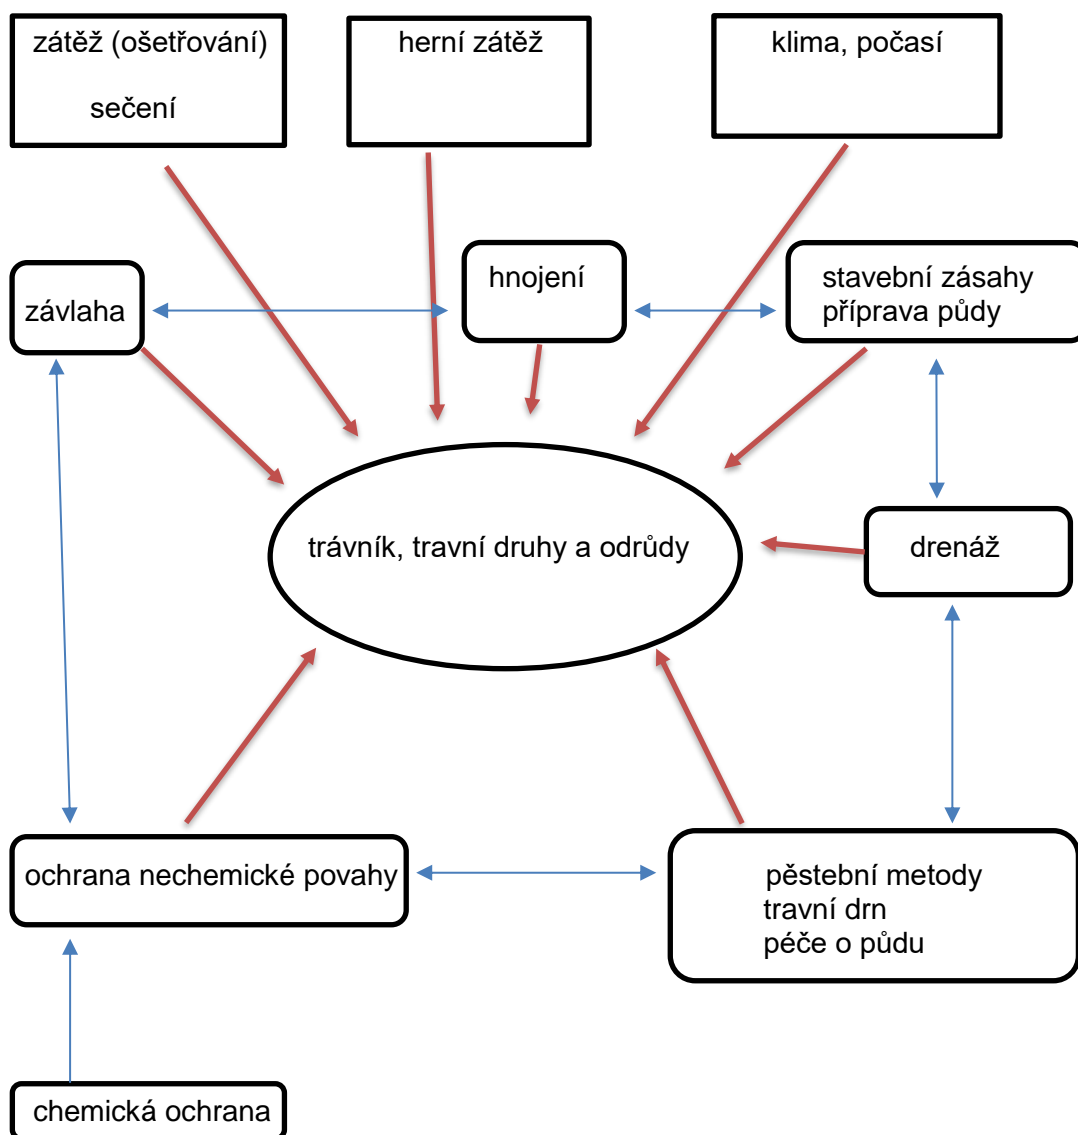 zátěž (ošetřování)
sečení
herní zátěž
klima, počasí
závlaha
hnojení
stavební zásahy
příprava půdy
trávník, travní druhy a odrůdy
drenáž
ochrana nechemické povahy
pěstební metody
travní drn
péče o půdu
chemická ochrana